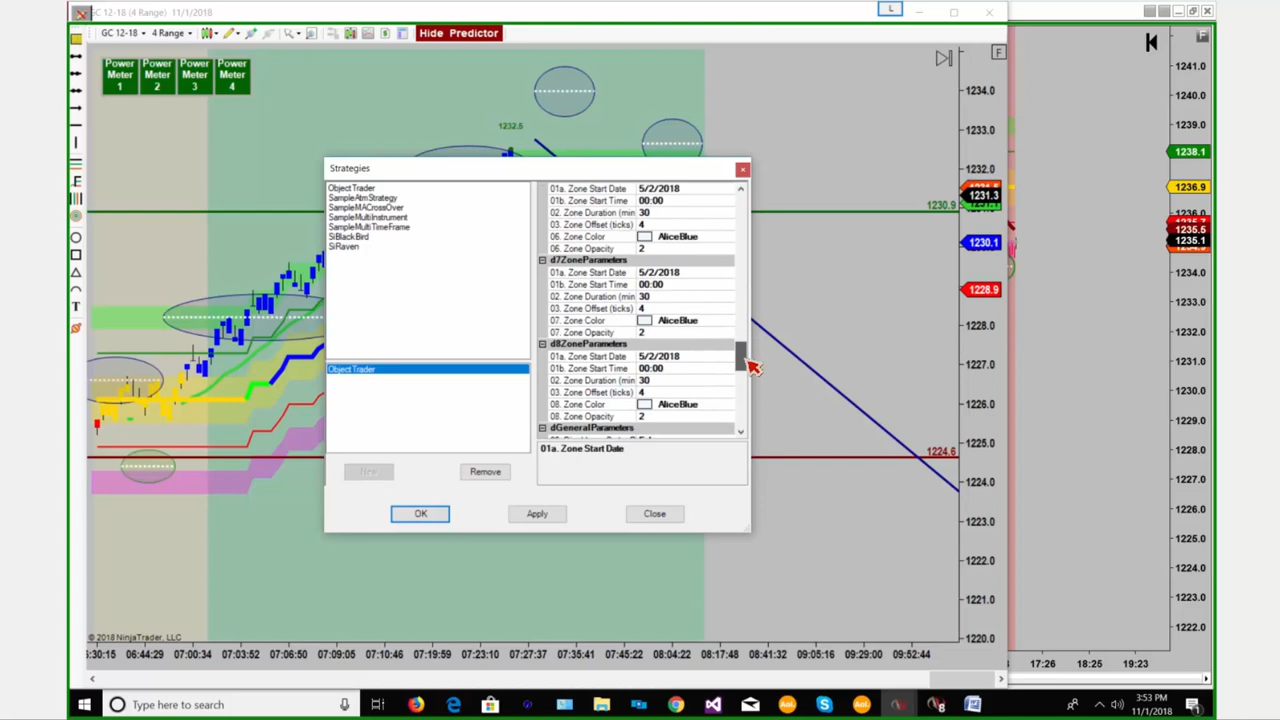 GC 12-18 (4 Range) 11/1/2018
L
GC 12-18 4 Range Hide Predictor
F
Power Meter 1
Power Meter 2
Power Meter 3
Power Meter 4
1232.5
1230.9
1224.6
Strategies
ObjectTrader
SampleAtmStrategy
SampleMACrossOver
SampleMultiInstrument
SampleMultiTimeFrame
SiBlackBird
SiRaven
ObjectTrader
New
Remove
OK
Apply
Close
01a. Zone Start Date 5/2/2018
01b. Zone Start Time 00:00
02. Zone Duration (min 30
03. Zone Offset (ticks) 4
06. Zone Color AliceBlue
06. Zone Opacity 2
d7ZoneParameters
01a. Zone Start Date 5/2/2018
01b. Zone Start Time 00:00
02. Zone Duration (min 30
03. Zone Offset (ticks) 4
07. Zone Color AliceBlue
07. Zone Opacity 2
d8ZoneParameters
01a. Zone Start Date 5/2/2018
01b. Zone Start Time 00:00
02. Zone Duration (min 30
03. Zone Offset (ticks) 4
08. Zone Color AliceBlue
08. Zone Opacity 2
dGeneralParameters
01a. Zone Start Date
F
1234.0
1233.0
1232.0
1231.3
1230.1
1228.9
1228.0
1227.0
1226.0
1225.0
1224.0
1223.0
1222.0
1221.0
1220.0
F
1241.0
1240.0
1239.0
1238.1
1236.9
1236.0
1235.5
1235.1
1233.0
1232.0
1231.0
1230.0
1229.0
1228.0
1227.0
1226.0
1225.0
1224.0
1223.0
1222.0
© 2018 NinjaTrader, LLC
6:30:15 06:44:29 07:00:34 07:03:52 07:06:50 07:09:05 07:10:46 07:19:59 07:23:10 07:27:37 07:35:41 07:45:22 08:04:22 08:17:48 08:41:32 09:05:16 09:29:00 09:52:44
17:26 18:25 19:23
Type here to search
Aol.
Aol.
8
3:53 PM
11/1/2018
1